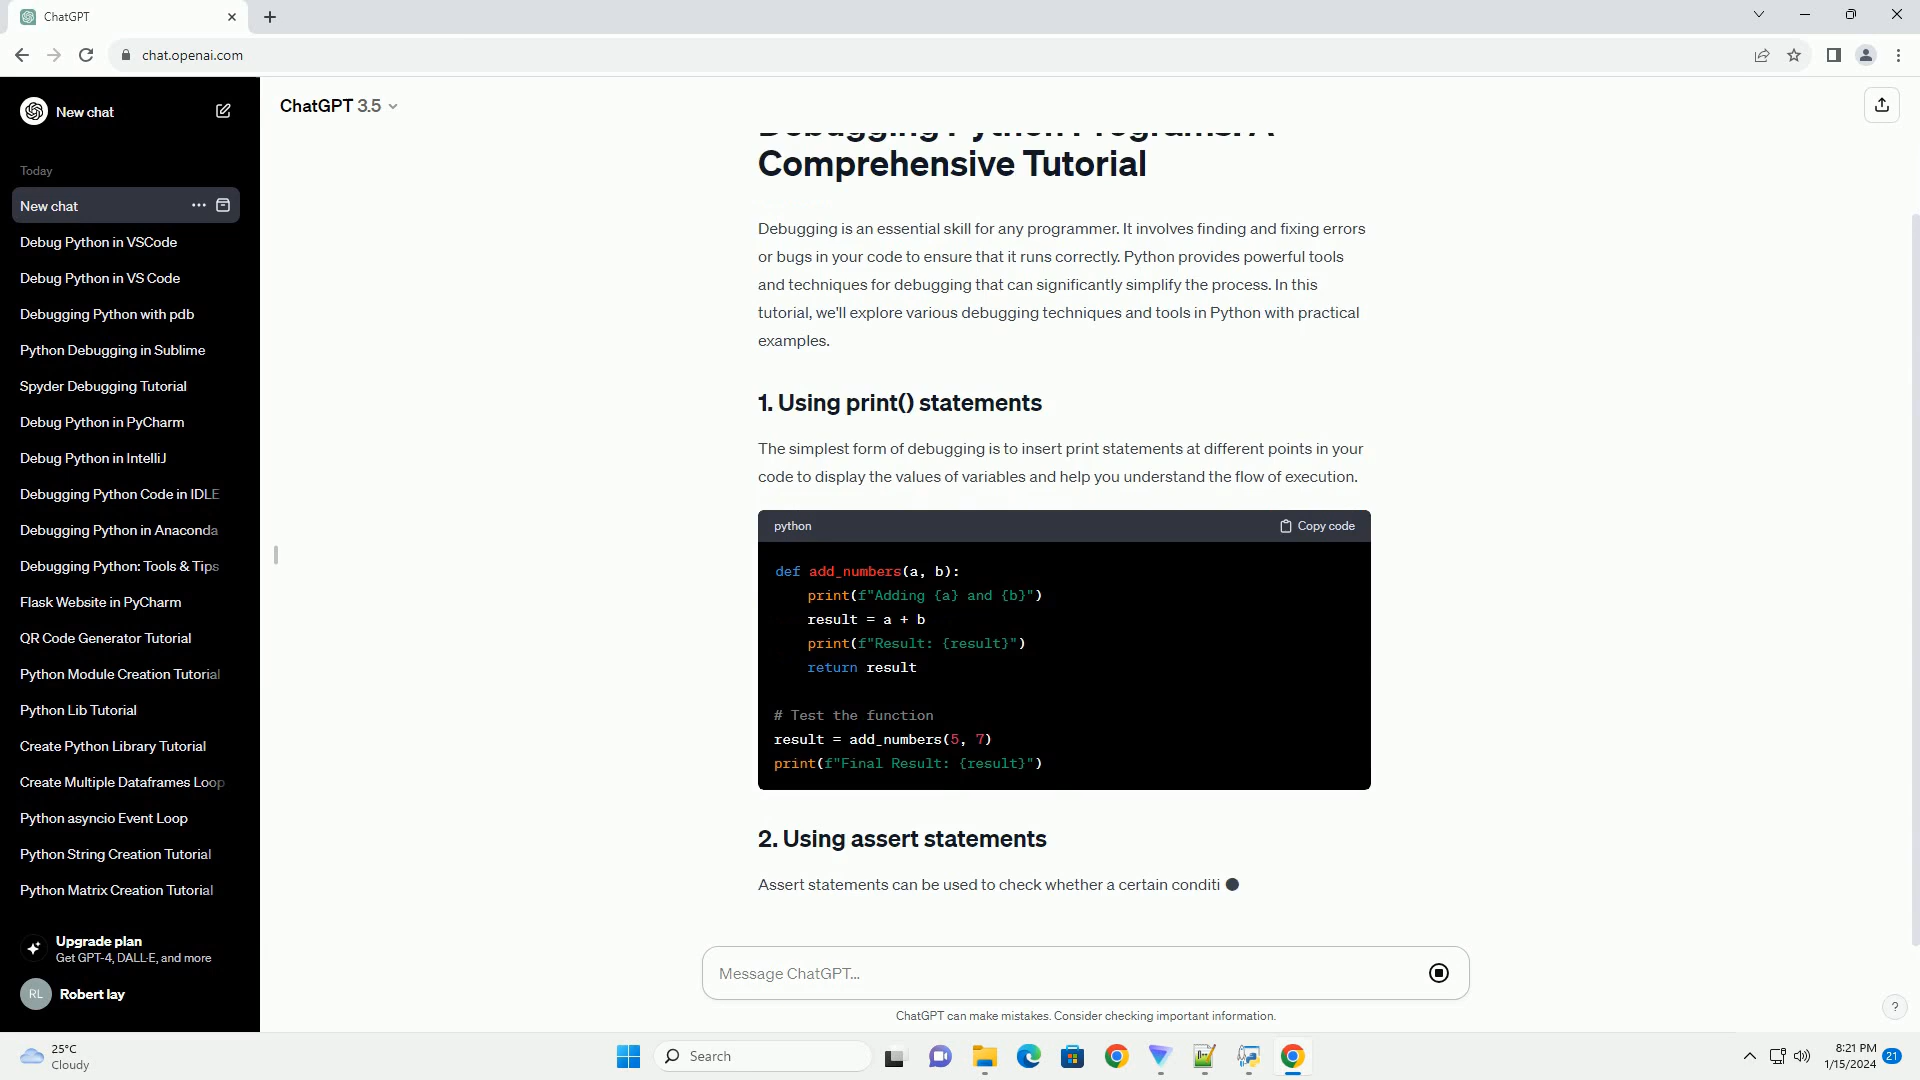 ChatGPT
chat.openai.com
New chat
ChatGPT 3.5
Today
New chat
Debug Python in VSCode
Debug Python in VS Code
Debugging Python with pdb
Python Debugging in Sublime
Spyder Debugging Tutorial
Debug Python in PyCharm
Debug Python in IntelliJ
Debugging Python Code in IDLE
Debugging Python in Anaconda
Debugging Python: Tools & Tips
Flask Website in PyCharm
QR Code Generator Tutorial
Python Module Creation Tutorial
Python Lib Tutorial
Create Python Library Tutorial
Create Multiple Dataframes Loop
Python asyncio Event Loop
Python String Creation Tutorial
Python Matrix Creation Tutorial
Upgrade plan
Get GPT-4, DALL·E, and more
RL
Robert lay
Debugging Python Programs: A
Comprehensive Tutorial
Debugging is an essential skill for any programmer. It involves finding and fixing errors
or bugs in your code to ensure that it runs correctly. Python provides powerful tools
and techniques for debugging that can significantly simplify the process. In this
tutorial, we'll explore various debugging techniques and tools in Python with practical
examples.
1. Using print() statements
The simplest form of debugging is to insert print statements at different points in your
code to display the values of variables and help you understand the flow of execution.
python
Copy code
def add_numbers(a, b):
    print(f"Adding {a} and {b}")
    result = a + b
    print(f"Result: {result}")
    return result
# Test the function
result = add_numbers(5, 7)
print(f"Final Result: {result}")
2. Using assert statements
Assert statements can be used to check whether a certain conditi
Message ChatGPT...
ChatGPT can make mistakes. Consider checking important information.
?
25°C
Cloudy
Search
8:21 PM
1/15/2024
21